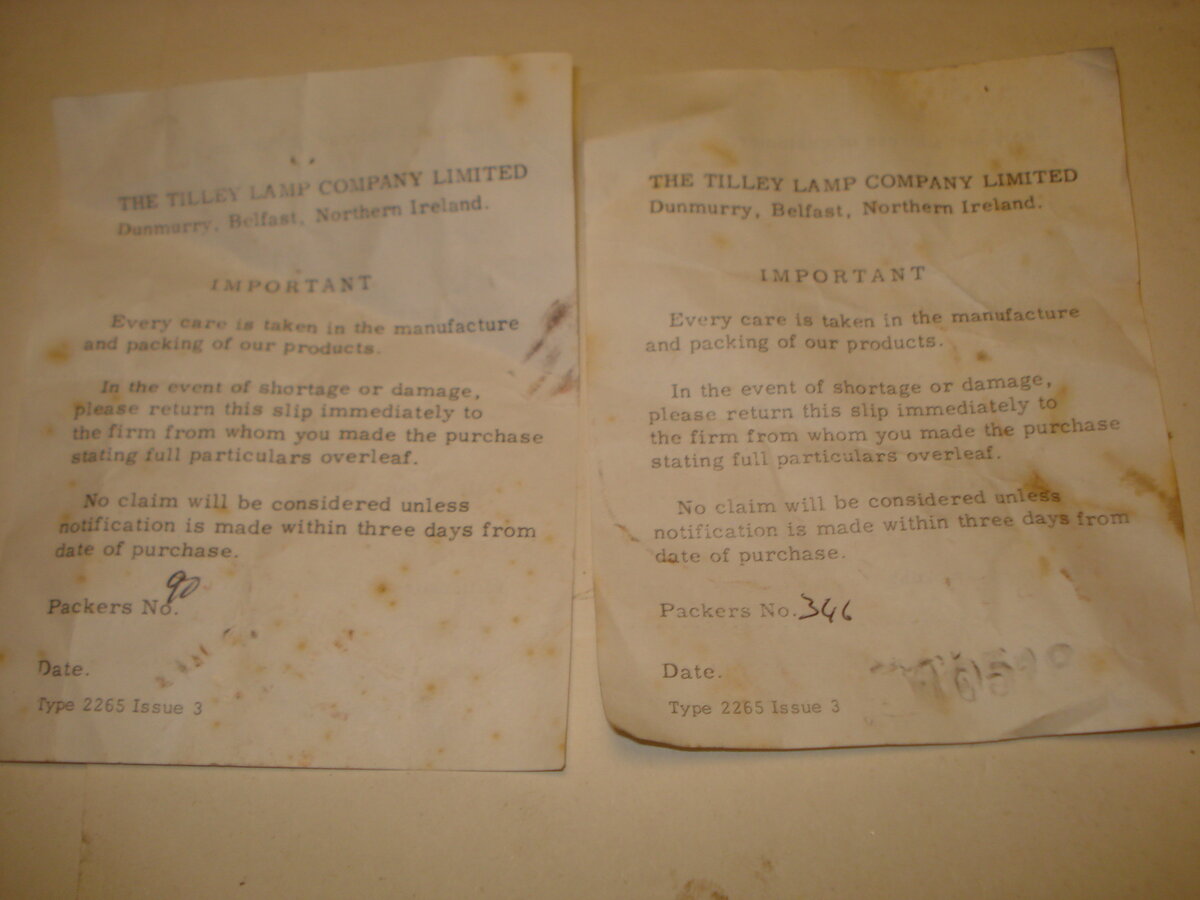 THE TILLEY LAMP COMPANY LIMITED
Dunmurry, Belfast, Northern Ireland.
IMPORTANT
Every care is taken in the manufacture
and packing of our products.
In the event of shortage or damage,
please return this slip immediately to
the firm from whom you made the purchase
stating full particulars overleaf.
No claim will be considered unless
notification is made within three days from
date of purchase.
Packers No. 90
Date.
Type 2265 Issue 3
THE TILLEY LAMP COMPANY LIMITED
Dunmurry, Belfast, Northern Ireland.
IMPORTANT
Every care is taken in the manufacture
and packing of our products.
In the event of shortage or damage,
please return this slip immediately to
the firm from whom you made the purchase
stating full particulars overleaf.
No claim will be considered unless
notification is made within three days from
date of purchase.
Packers No. 346
Date.
Type 2265 Issue 3